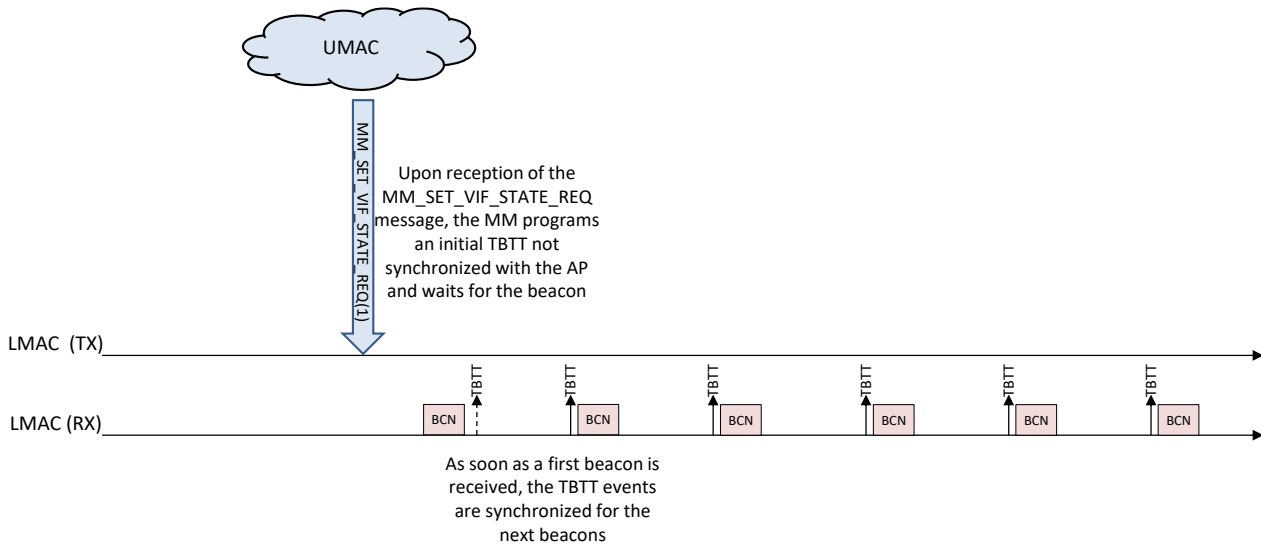 UMAC
MM_SET_VIF_STATE_REQ(1)
Upon reception of the
MM_SET_VIF_STATE_REQ
message, the MM programs
an initial TBTT not
synchronized with the AP
and waits for the beacon
LMAC (TX)
TBTT TBTT TBTT TBTT TBTT TBTT
LMAC (RX)
BCN BCN BCN BCN BCN BCN
As soon as a first beacon is
received, the TBTT events
are synchronized for the
next beacons